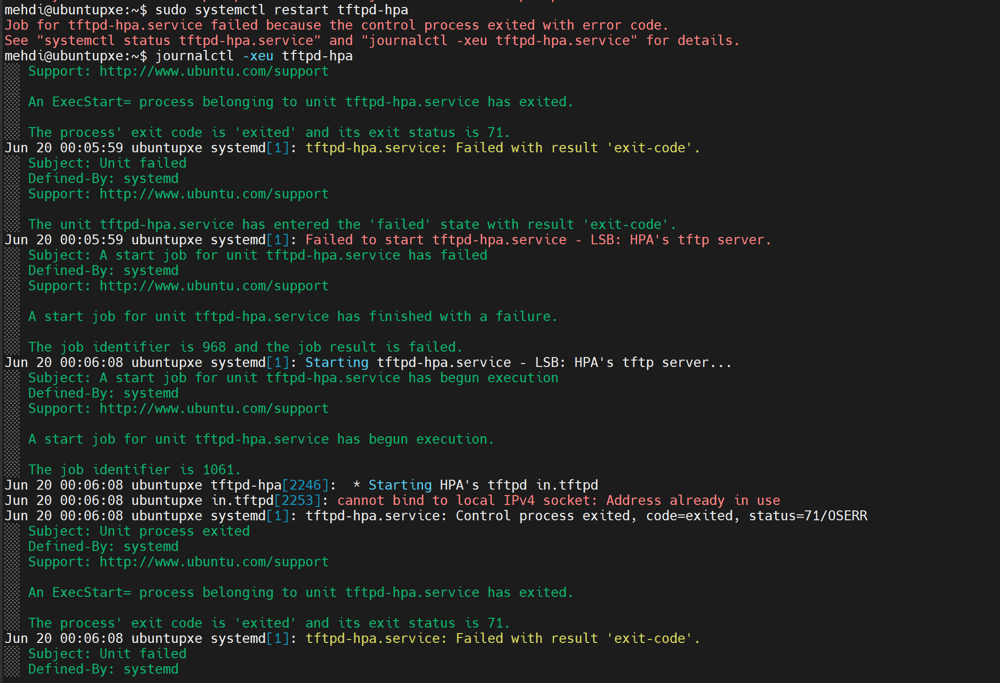 mehdi@ubuntupxe:~$ sudo systemctl restart tftpd-hpa
Job for tftpd-hpa.service failed because the control process exited with error code.
See "systemctl status tftpd-hpa.service" and "journalctl -xeu tftpd-hpa.service" for details.
mehdi@ubuntupxe:~$ journalctl -xeu tftpd-hpa
░░ Support: http://www.ubuntu.com/support
░░
░░ An ExecStart= process belonging to unit tftpd-hpa.service has exited.
░░
░░ The process' exit code is 'exited' and its exit status is 71.
Jun 20 00:05:59 ubuntupxe systemd[1]: tftpd-hpa.service: Failed with result 'exit-code'.
░░ Subject: Unit failed
░░ Defined-By: systemd
░░ Support: http://www.ubuntu.com/support
░░
░░ The unit tftpd-hpa.service has entered the 'failed' state with result 'exit-code'.
Jun 20 00:05:59 ubuntupxe systemd[1]: Failed to start tftpd-hpa.service - LSB: HPA's tftp server.
░░ Subject: A start job for unit tftpd-hpa.service has failed
░░ Defined-By: systemd
░░ Support: http://www.ubuntu.com/support
░░
░░ A start job for unit tftpd-hpa.service has finished with a failure.
░░
░░ The job identifier is 968 and the job result is failed.
Jun 20 00:06:08 ubuntupxe systemd[1]: Starting tftpd-hpa.service - LSB: HPA's tftp server...
░░ Subject: A start job for unit tftpd-hpa.service has begun execution
░░ Defined-By: systemd
░░ Support: http://www.ubuntu.com/support
░░
░░ A start job for unit tftpd-hpa.service has begun execution.
░░
░░ The job identifier is 1061.
Jun 20 00:06:08 ubuntupxe tftpd-hpa[2246]:  * Starting HPA's tftpd in.tftpd
Jun 20 00:06:08 ubuntupxe in.tftpd[2253]: cannot bind to local IPv4 socket: Address already in use
Jun 20 00:06:08 ubuntupxe systemd[1]: tftpd-hpa.service: Control process exited, code=exited, status=71/OSERR
░░ Subject: Unit process exited
░░ Defined-By: systemd
░░ Support: http://www.ubuntu.com/support
░░
░░ An ExecStart= process belonging to unit tftpd-hpa.service has exited.
░░
░░ The process' exit code is 'exited' and its exit status is 71.
Jun 20 00:06:08 ubuntupxe systemd[1]: tftpd-hpa.service: Failed with result 'exit-code'.
░░ Subject: Unit failed
░░ Defined-By: systemd